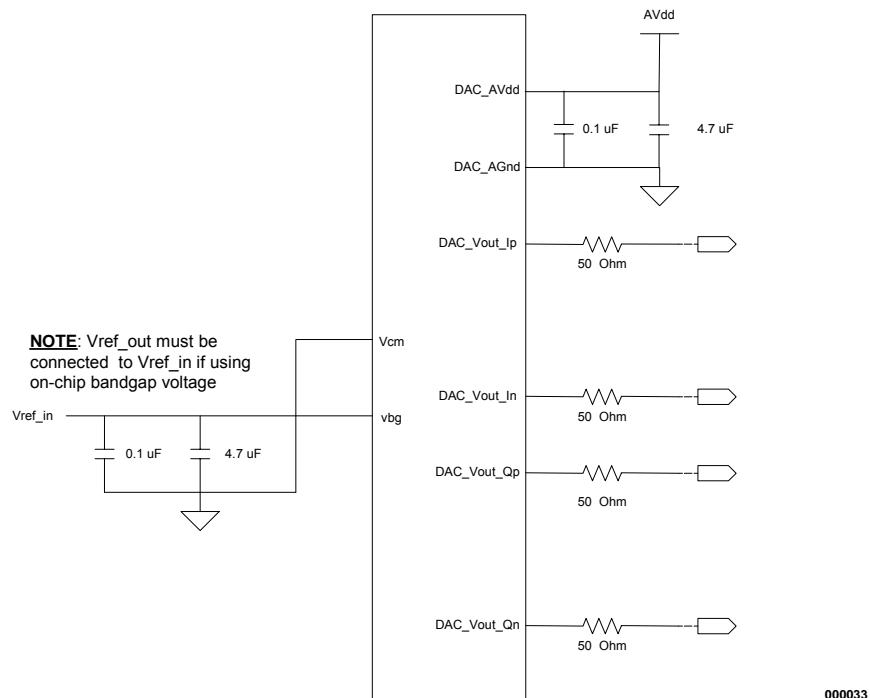 AVdd
DAC_AVdd
0.1 uF
4.7 uF
DAC_AGnd
DAC_Vout_Ip
50 Ohm
NOTE: Vref_out must be
connected to Vref_in if using
on-chip bandgap voltage
Vcm
DAC_Vout_In
50 Ohm
Vref_in
vbg
0.1 uF
4.7 uF
DAC_Vout_Qp
50 Ohm
DAC_Vout_Qn
50 Ohm
000033